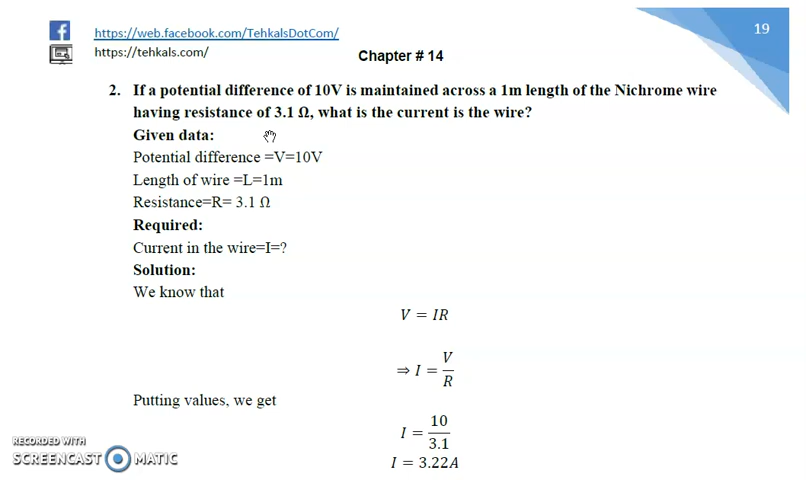 19
https://web.facebook.com/TehkalsDotCom/
https://tehkals.com/
Chapter # 14
2. If a potential difference of 10V is maintained across a 1m length of the Nichrome wire
having resistance of 3.1 Ω, what is the current is the wire?
Given data:
Potential difference =V=10V
Length of wire =L=1m
Resistance=R= 3.1 Ω
Required:
Current in the wire=I=?
Solution:
We know that
V = IR
⇒ I = V/R
Putting values, we get
I = 10/3.1
I = 3.22A
RECORDED WITH
SCREENCAST MATIC